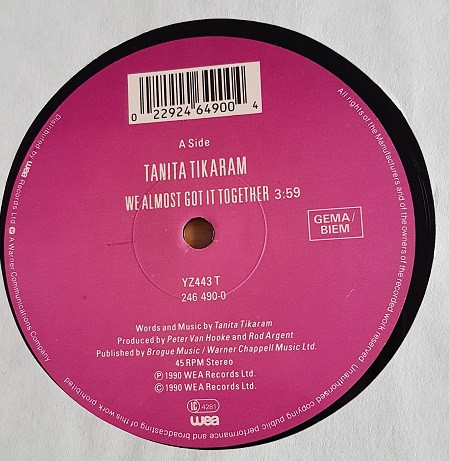 0 22924 64900 4
A Side
TANITA TIKARAM
WE ALMOST GOT IT TOGETHER 3:59
GEMA/
BIEM
YZ443 T
246 490-0
Words and Music by Tanita Tikaram
Produced by Peter Van Hooke and Rod Argent
Published by Brogue Music / Warner Chappell Music Ltd.
45 RPM Stereo
Ⓟ 1990 WEA Records Ltd.
© 1990 WEA Records Ltd.
LC 4281
wea
Distributed by wea Records Ltd. A Warner Communications Company.
All rights of the Manufacturers and of the owners of the recorded work reserved
Unauthorised copying public performance and broadcasting of this work prohibited